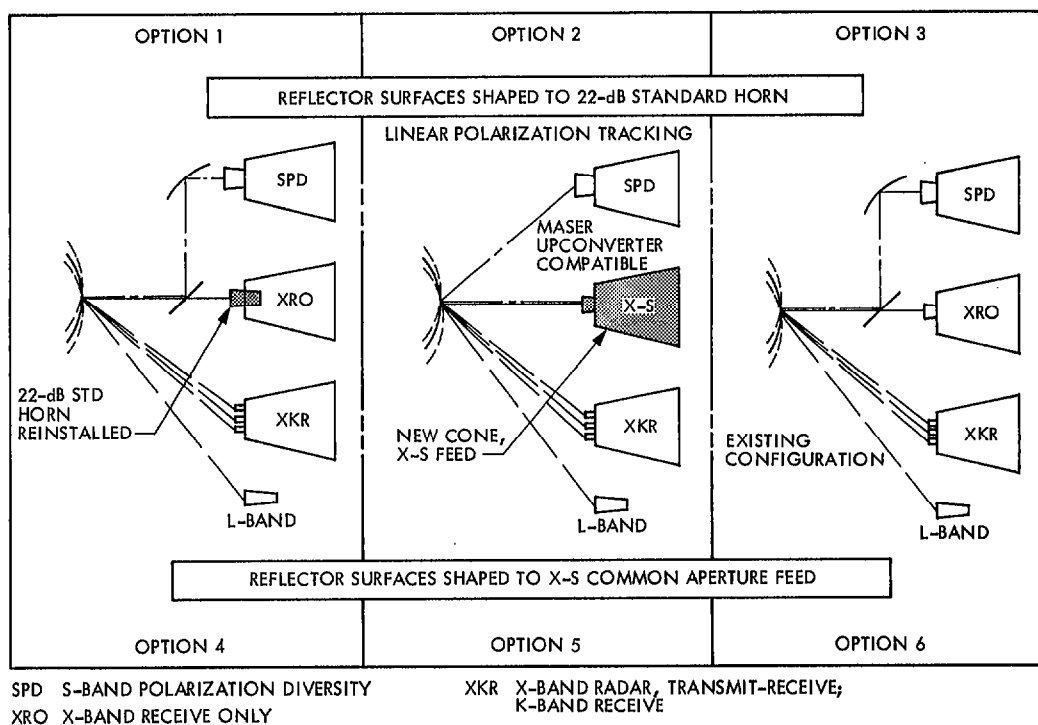 OPTION 1
OPTION 2
OPTION 3
REFLECTOR SURFACES SHAPED TO 22-dB STANDARD HORN
LINEAR POLARIZATION TRACKING
SPD
XRO
22-dB STD
HORN
REINSTALLED
XKR
L-BAND
SPD
MASER
UPCONVERTER
COMPATIBLE
X-S
NEW CONE,
X-S FEED
XKR
L-BAND
SPD
XRO
EXISTING
CONFIGURATION
XKR
L-BAND
REFLECTOR SURFACES SHAPED TO X-S COMMON APERTURE FEED
OPTION 4
OPTION 5
OPTION 6
SPD S-BAND POLARIZATION DIVERSITY
XRO X-BAND RECEIVE ONLY
XKR X-BAND RADAR, TRANSMIT-RECEIVE;
K-BAND RECEIVE